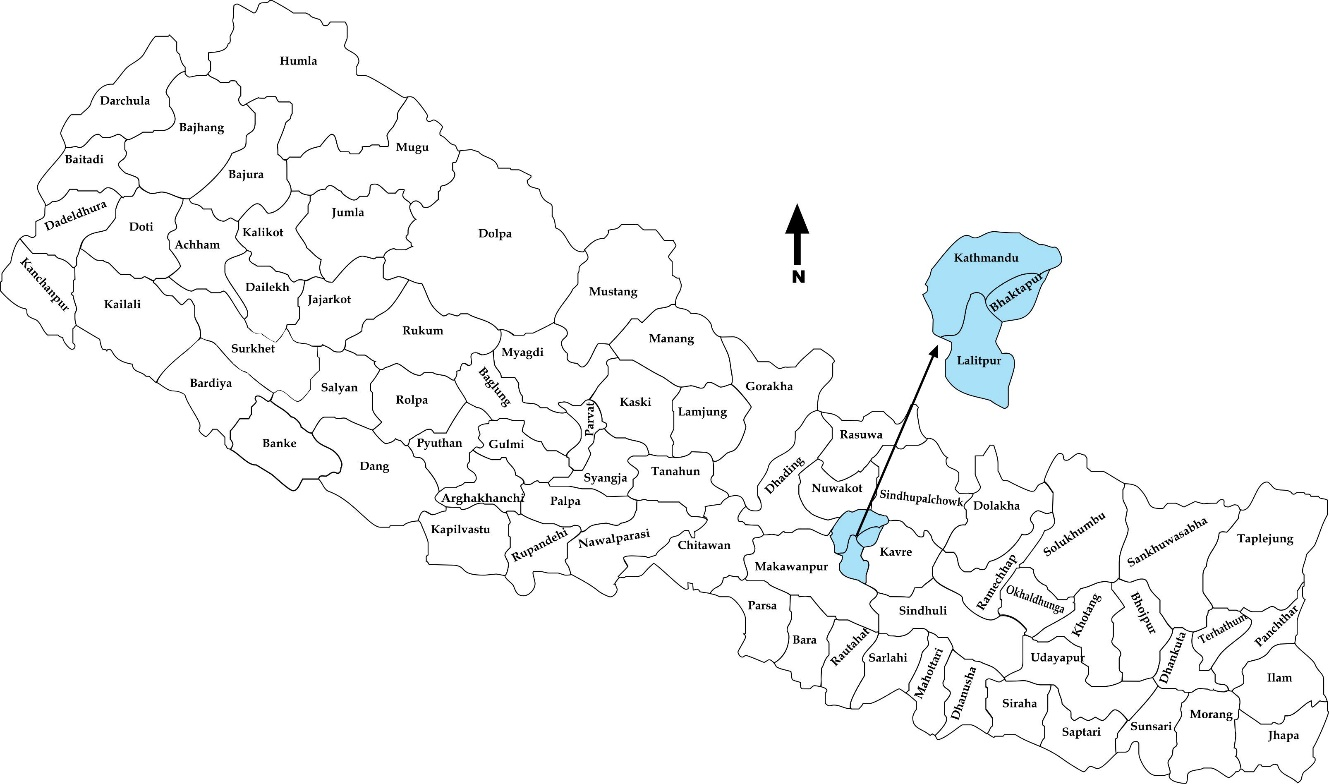 Humla
Darchula
Bajhang
Mugu
Baitadi
Bajura
Dadeldhura
Jumla
Doti
Kalikot
Achham
Dolpa
Kathmandu
N
Kanchanpur
Dailekh
Jajarkot
Mustang
Bhaktapur
Kailali
Rukum
Manang
Surkhet
Myagdi
Lalitpur
Bardiya
Salyan
Baglung
Gorakha
Rolpa
Parvat
Kaski
Lamjung
Banke
Pyuthan
Gulmi
Rasuwa
Dang
Syangja
Tanahun
Dhading
Nuwakot
Arghakhanchi
Palpa
Sindhupalchowk
Dolakha
Kapilvastu
Rupandehi
Nawalparasi
Chitawan
Kavre
Solukhumbu
Sankhuwasabha
Taplejung
Makawanpur
Ramechhap
Okhaldhunga
Parsa
Sindhuli
Khotang
Bhojpur
Bara
Rautahat
Terhathum
Panchthar
Sarlahi
Udayapur
Dhankuta
Mahottari
Ilam
Dhanusha
Siraha
Morang
Saptari
Sunsari
Jhapa